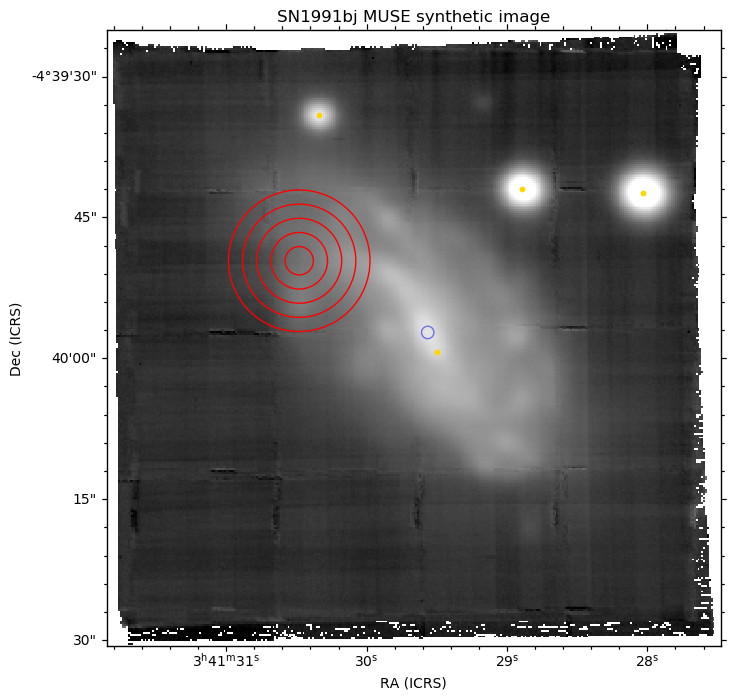 SN1991bj MUSE synthetic image
-4°39'30"
45"
40'00"
15"
30"
Dec (ICRS)
3ʰ41ᵐ31ˢ
30ˢ
29ˢ
28ˢ
RA (ICRS)